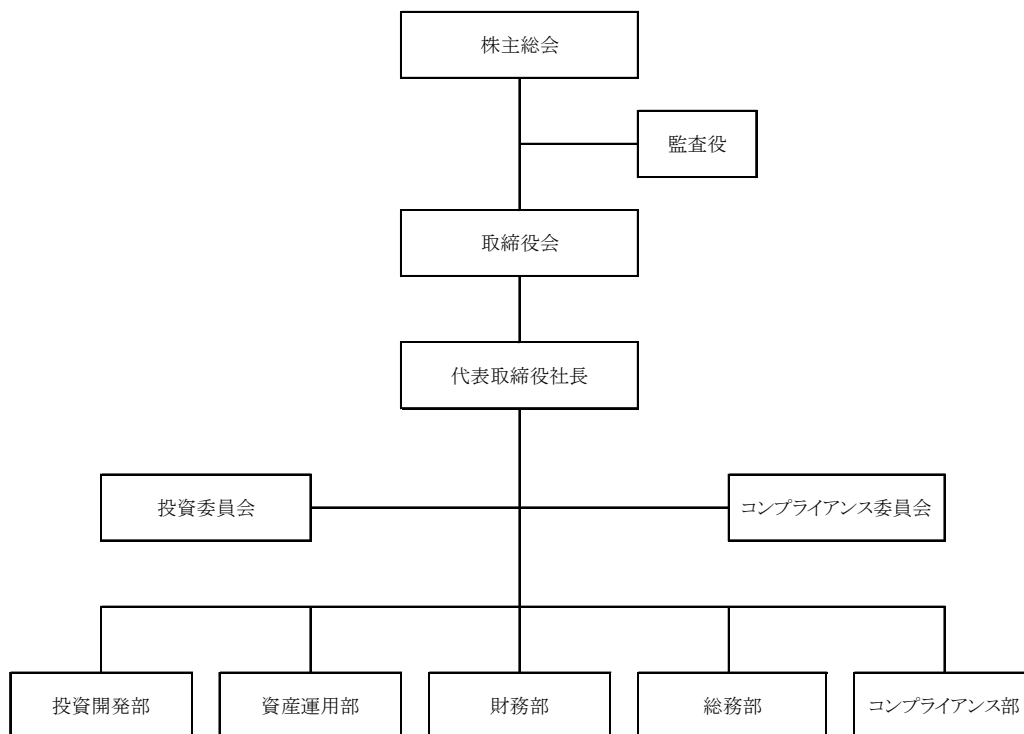 株主総会
監査役
取締役会
代表取締役社長
投資委員会
コンプライアンス委員会
投資開発部
資産運用部
財務部
総務部
コンプライアンス部